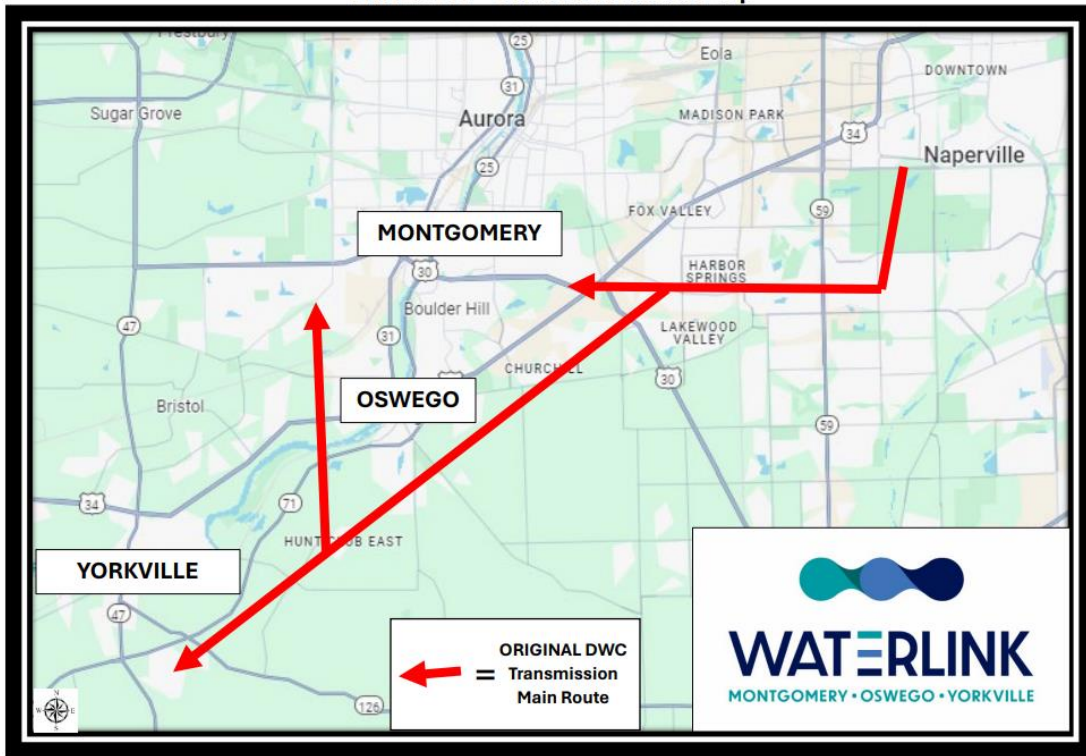 Prestbury
25
Eola
DOWNTOWN
31
Sugar Grove
Aurora
MADISON PARK
34
Naperville
25
FOX VALLEY
59
MONTGOMERY
30
HARBOR
SPRINGS
Boulder Hill
47
31
LAKEWOOD
VALLEY
CHURCHILL
30
OSWEGO
Bristol
59
34
71
HUNT CLUB EAST
YORKVILLE
47
ORIGINAL DWC
= Transmission
Main Route
126
WATERLINK
MONTGOMERY • OSWEGO • YORKVILLE
N
W E
S